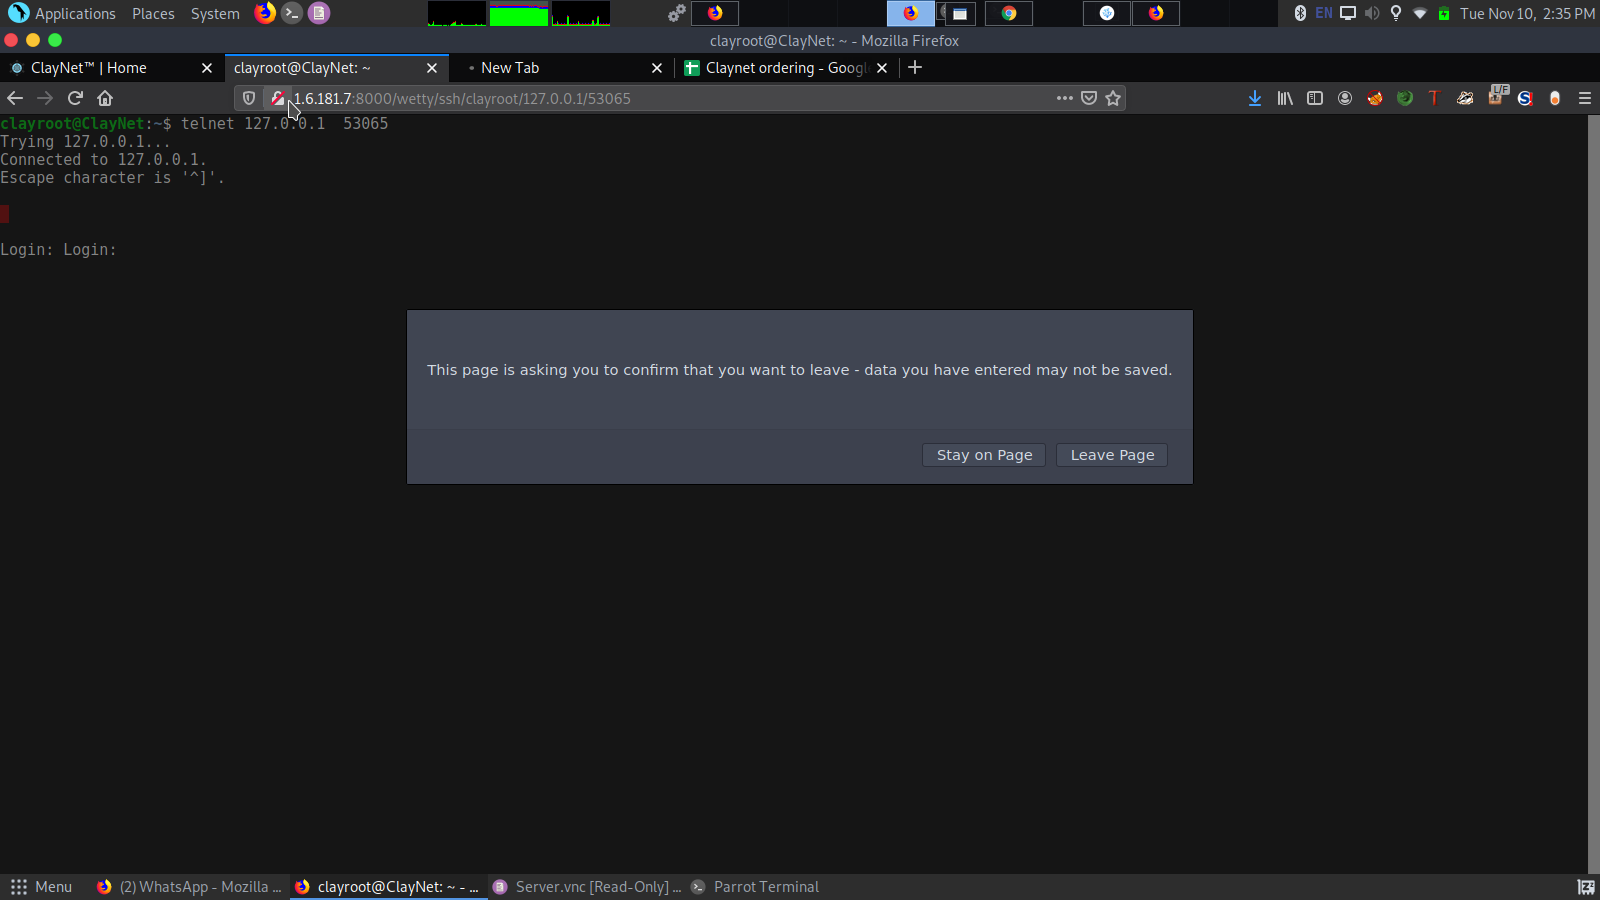 Applications Places System
EN Tue Nov 10, 2:35 PM
clayroot@ClayNet: ~ - Mozilla Firefox
ClayNet™ | Home
clayroot@ClayNet: ~
New Tab
Claynet ordering - Googl
1.6.181.7:8000/wetty/ssh/clayroot/127.0.0.1/53065
L/F
clayroot@ClayNet:~$ telnet 127.0.0.1  53065
Trying 127.0.0.1...
Connected to 127.0.0.1.
Escape character is '^]'.
Login: Login:
This page is asking you to confirm that you want to leave - data you have entered may not be saved.
Stay on Page Leave Page
Menu (2) WhatsApp - Mozilla ... clayroot@ClayNet: ~ - ... Server.vnc [Read-Only] ... Parrot Terminal